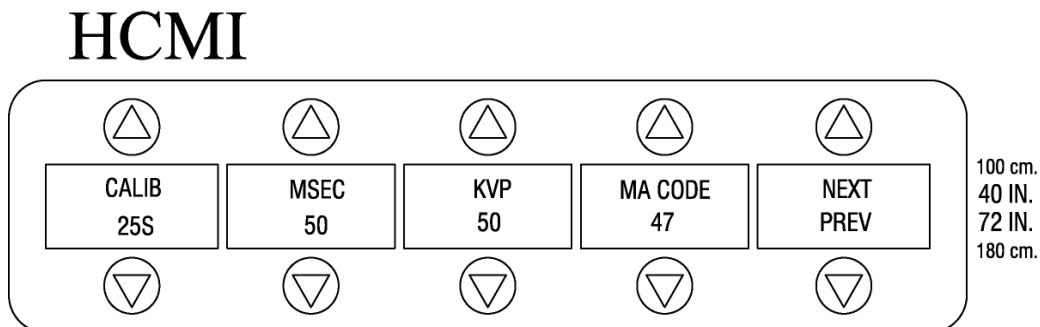 HCMI
CALIB MSEC KVP MA CODE NEXT
25S 50 50 47 PREV
100 cm.
40 IN.
72 IN.
180 cm.